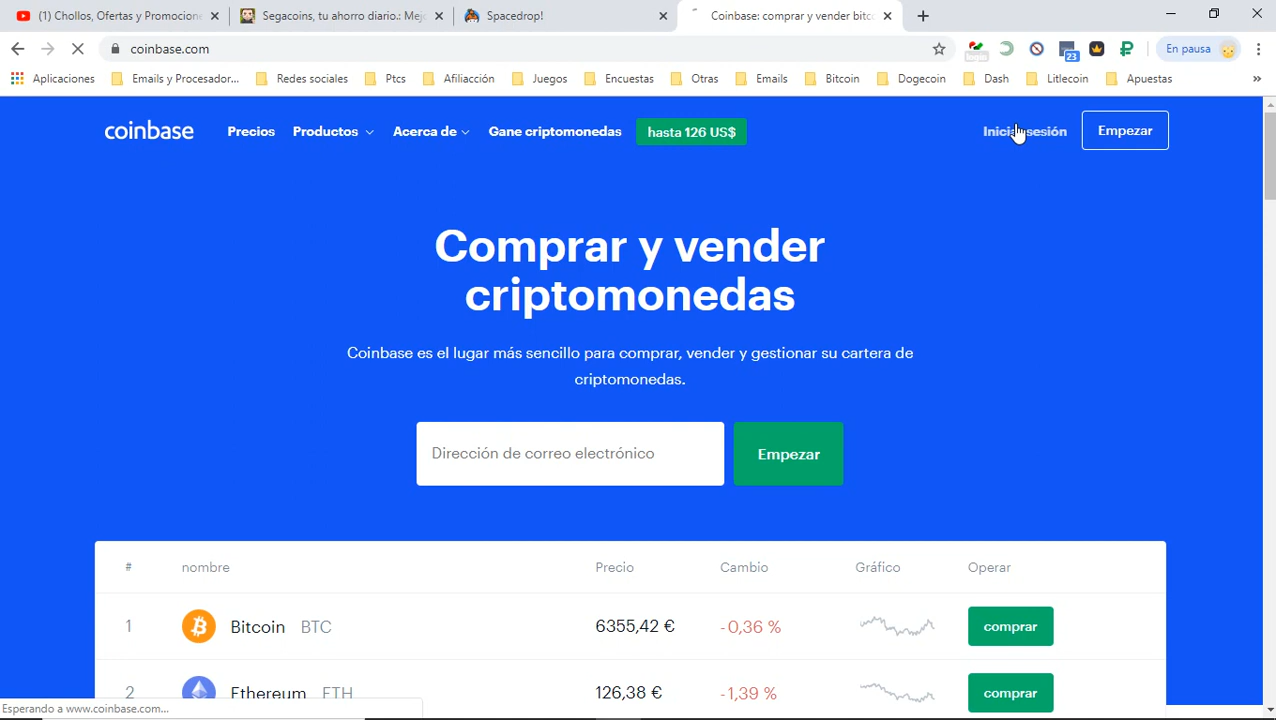 (1) Chollos, Ofertas y Promocione
Segacoins, tu ahorro diario.: Mejo
Spacedrop!
Coinbase: comprar y vender bitco
coinbase.com
23
En pausa
Aplicaciones
Emails y Procesador...
Redes sociales
Ptcs
Afiliacción
Juegos
Encuestas
Otras
Emails
Bitcoin
Dogecoin
Dash
Litlecoin
Apuestas
»
coinbase
Precios
Productos
Acerca de
Gane criptomonedas
hasta 126 US$
Iniciar sesión
Empezar
Comprar y vender
criptomonedas
Coinbase es el lugar más sencillo para comprar, vender y gestionar su cartera de
criptomonedas.
Dirección de correo electrónico
Empezar
# nombre Precio Cambio Gráfico Operar
1 Bitcoin BTC 6355,42 € -0,36 % comprar
2 Ethereum ETH 126,38 € -1,39 % comprar
Esperando a www.coinbase.com...